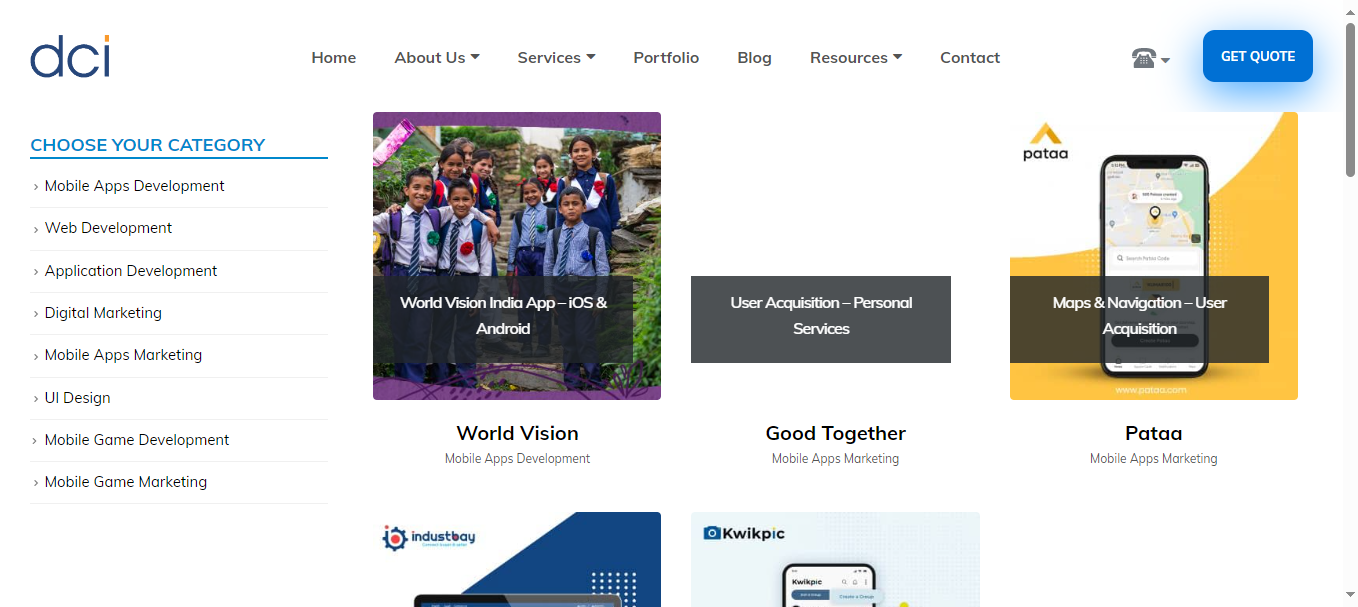 dci
Home
About Us
Services
Portfolio
Blog
Resources
Contact
GET QUOTE
CHOOSE YOUR CATEGORY
Mobile Apps Development
Web Development
Application Development
Digital Marketing
Mobile Apps Marketing
UI Design
Mobile Game Development
Mobile Game Marketing
World Vision India App – iOS &
Android
World Vision
Mobile Apps Development
User Acquisition – Personal
Services
Good Together
Mobile Apps Marketing
pataa
Search Pataa Code
Maps & Navigation – User
Acquisition
www.pataa.com
Pataa
Mobile Apps Marketing
industbay
Kwikpic
Kwikpic
Create a Group